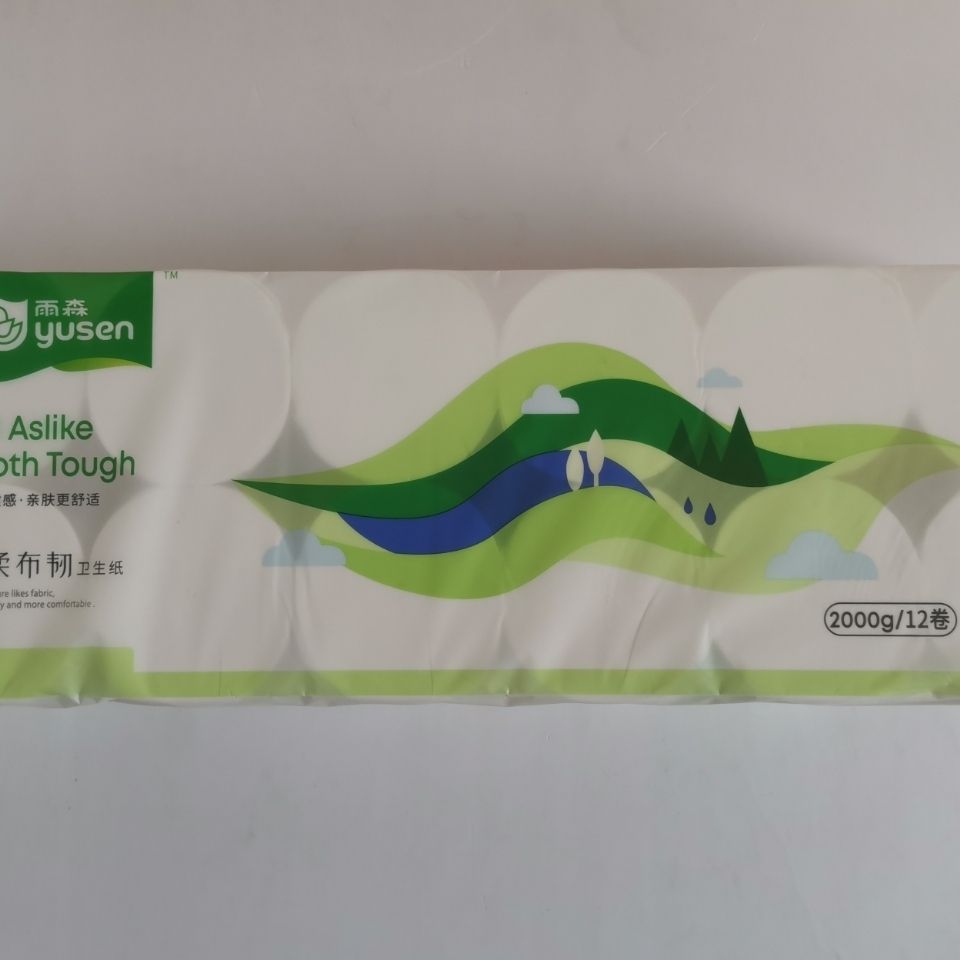 TM
雨森
yusen
Aslike
oth Tough
感·亲肤更舒适
柔布韧卫生纸
re likes fabric,
y and more comfortable.
2000g/12卷